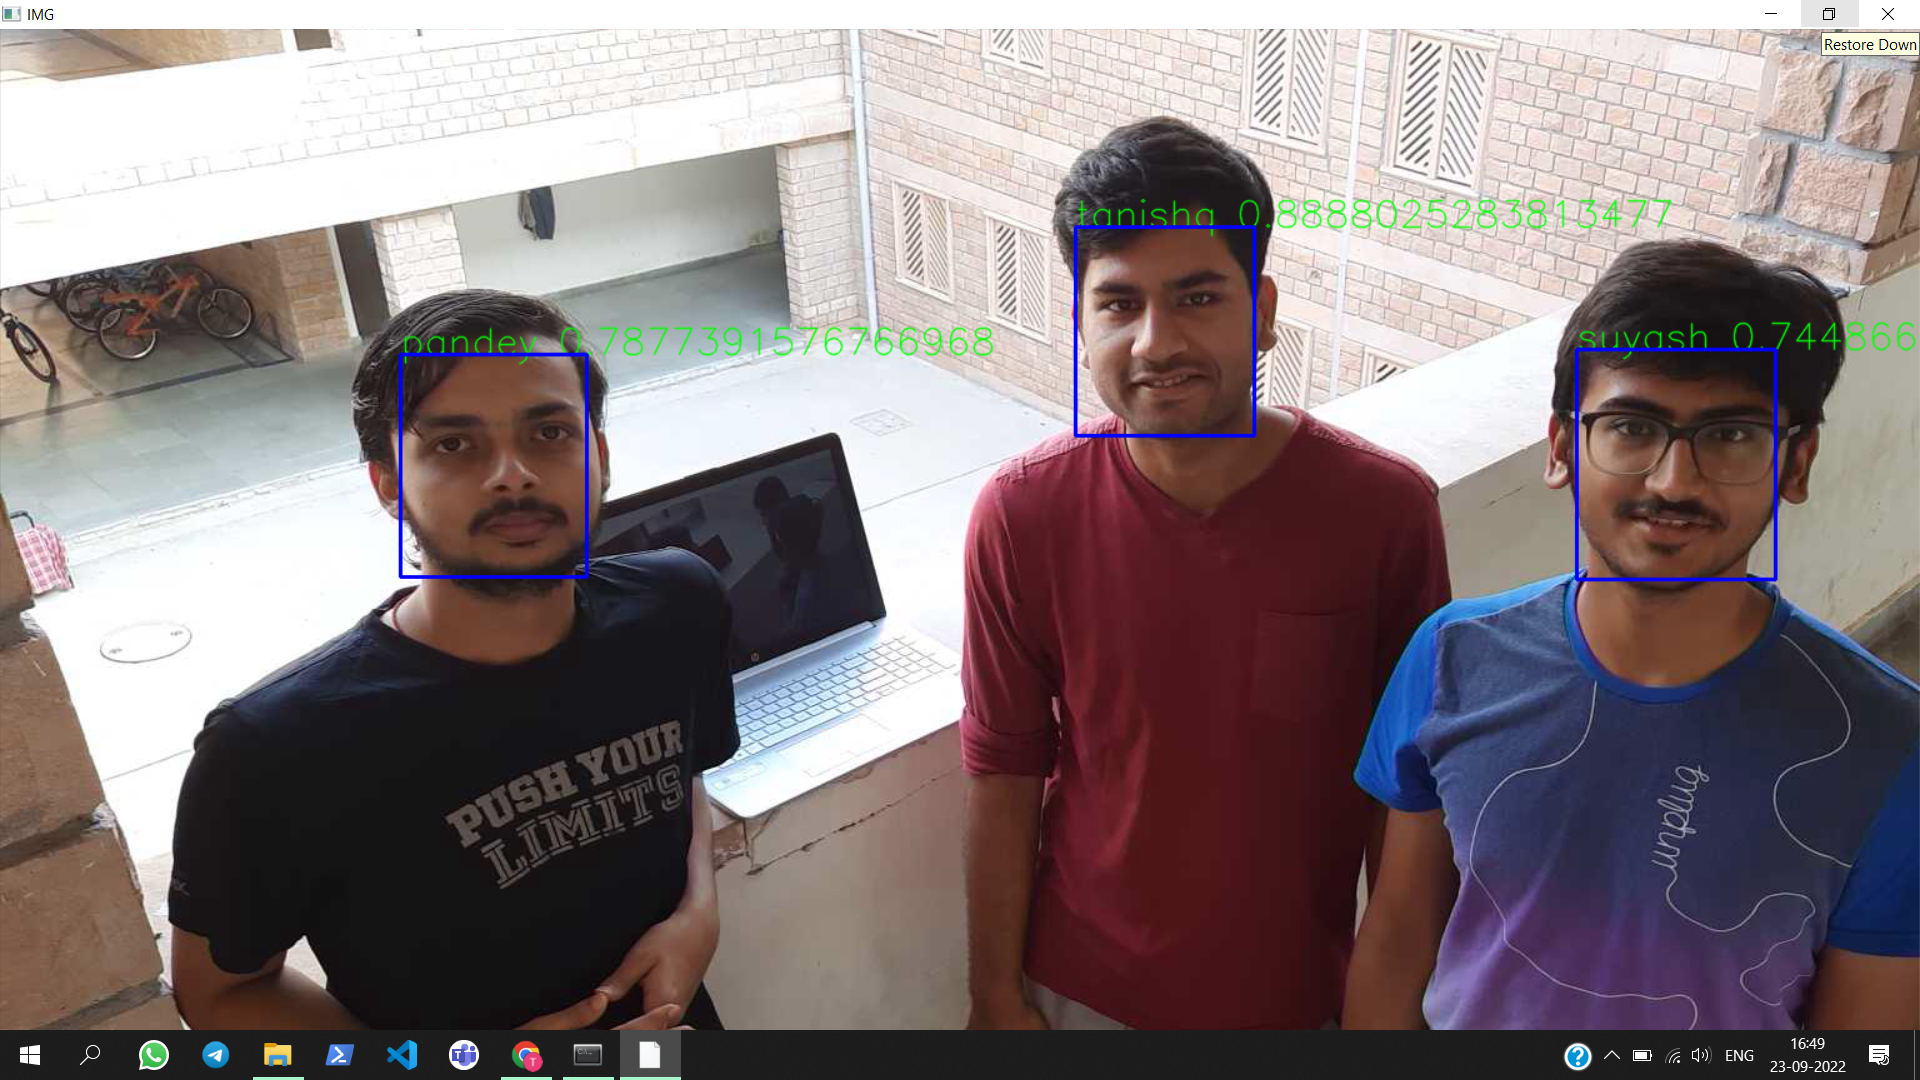 IMG
Restore Down
tanishq 0.8888025283813477
pandey 0.7877391576766968
suyash 0.744866
PUSH YOUR
LIMITS
unplug
ENG
16:49
23-09-2022